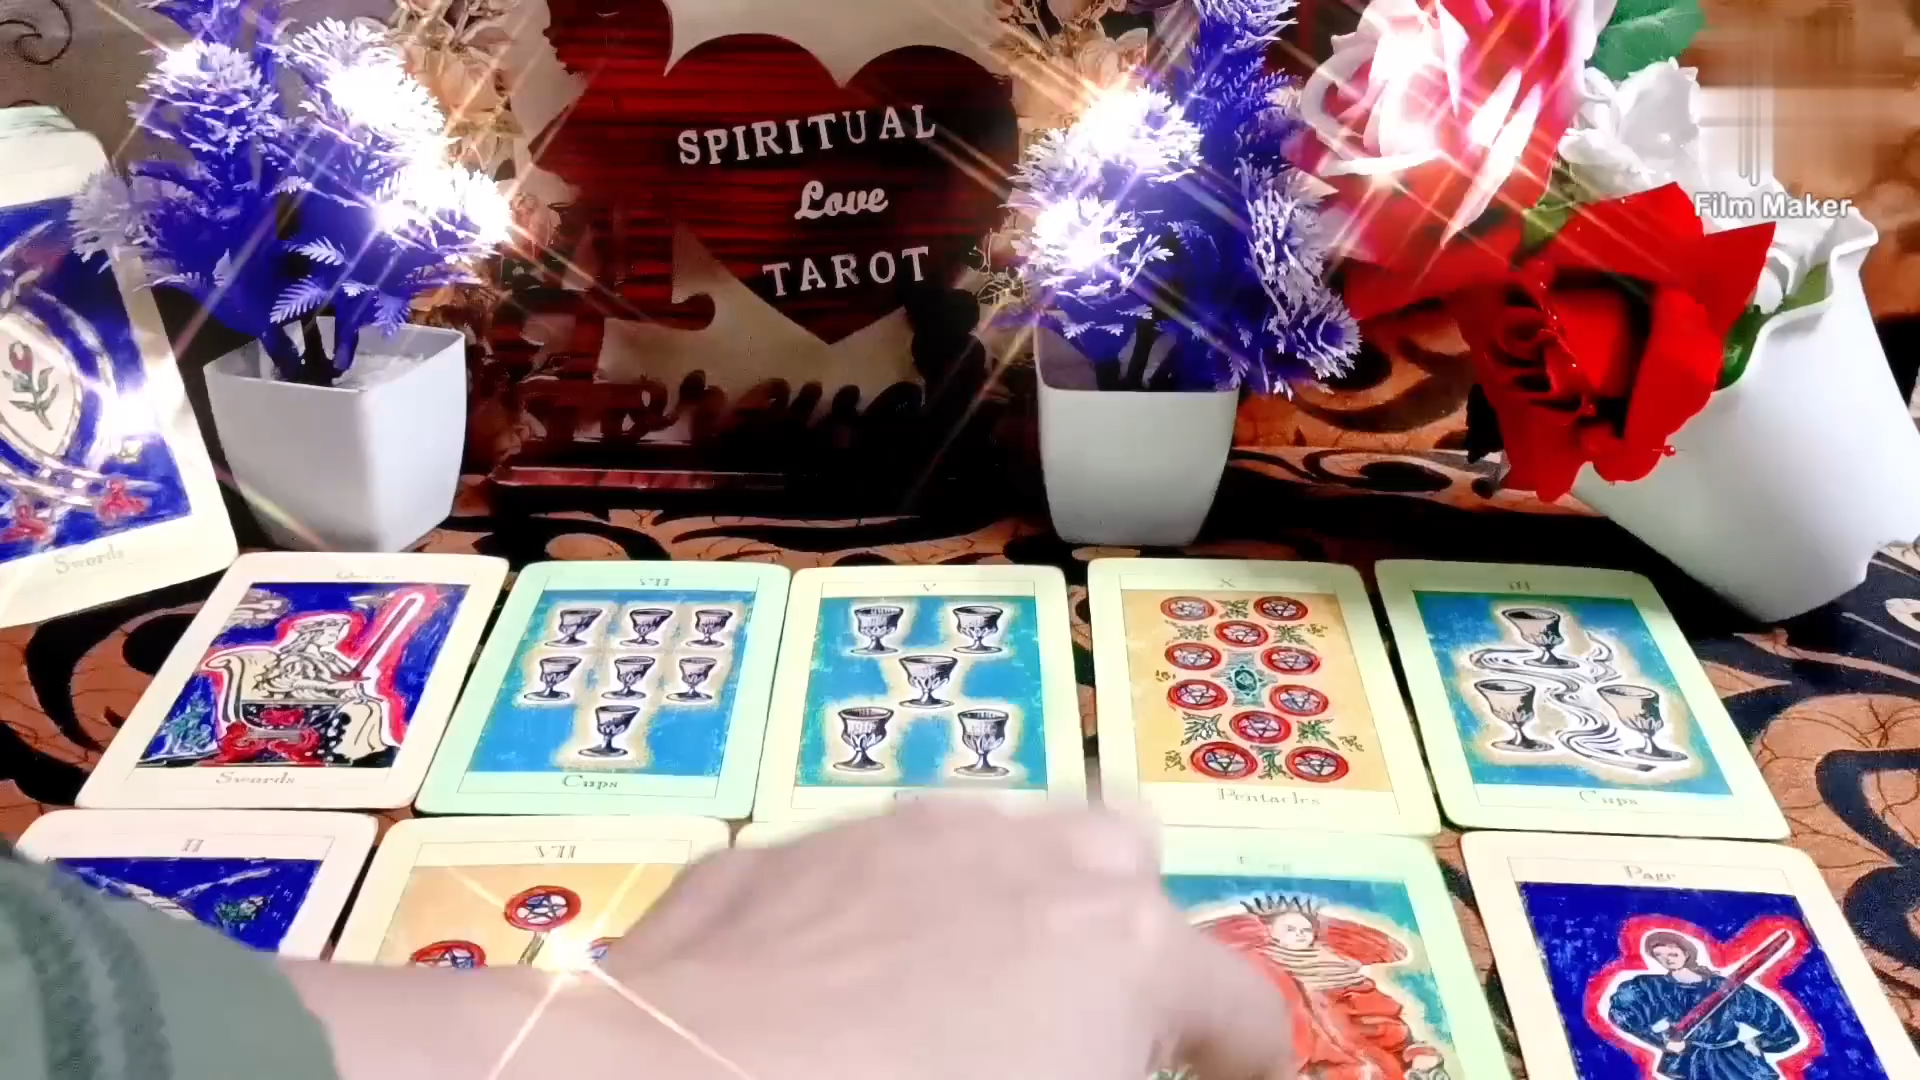 SPIRITUAL
Love
TAROT
Film Maker
Swords
VII
V
X
III
Swords
Cups
Pentacles
Cups
II
VII
Page